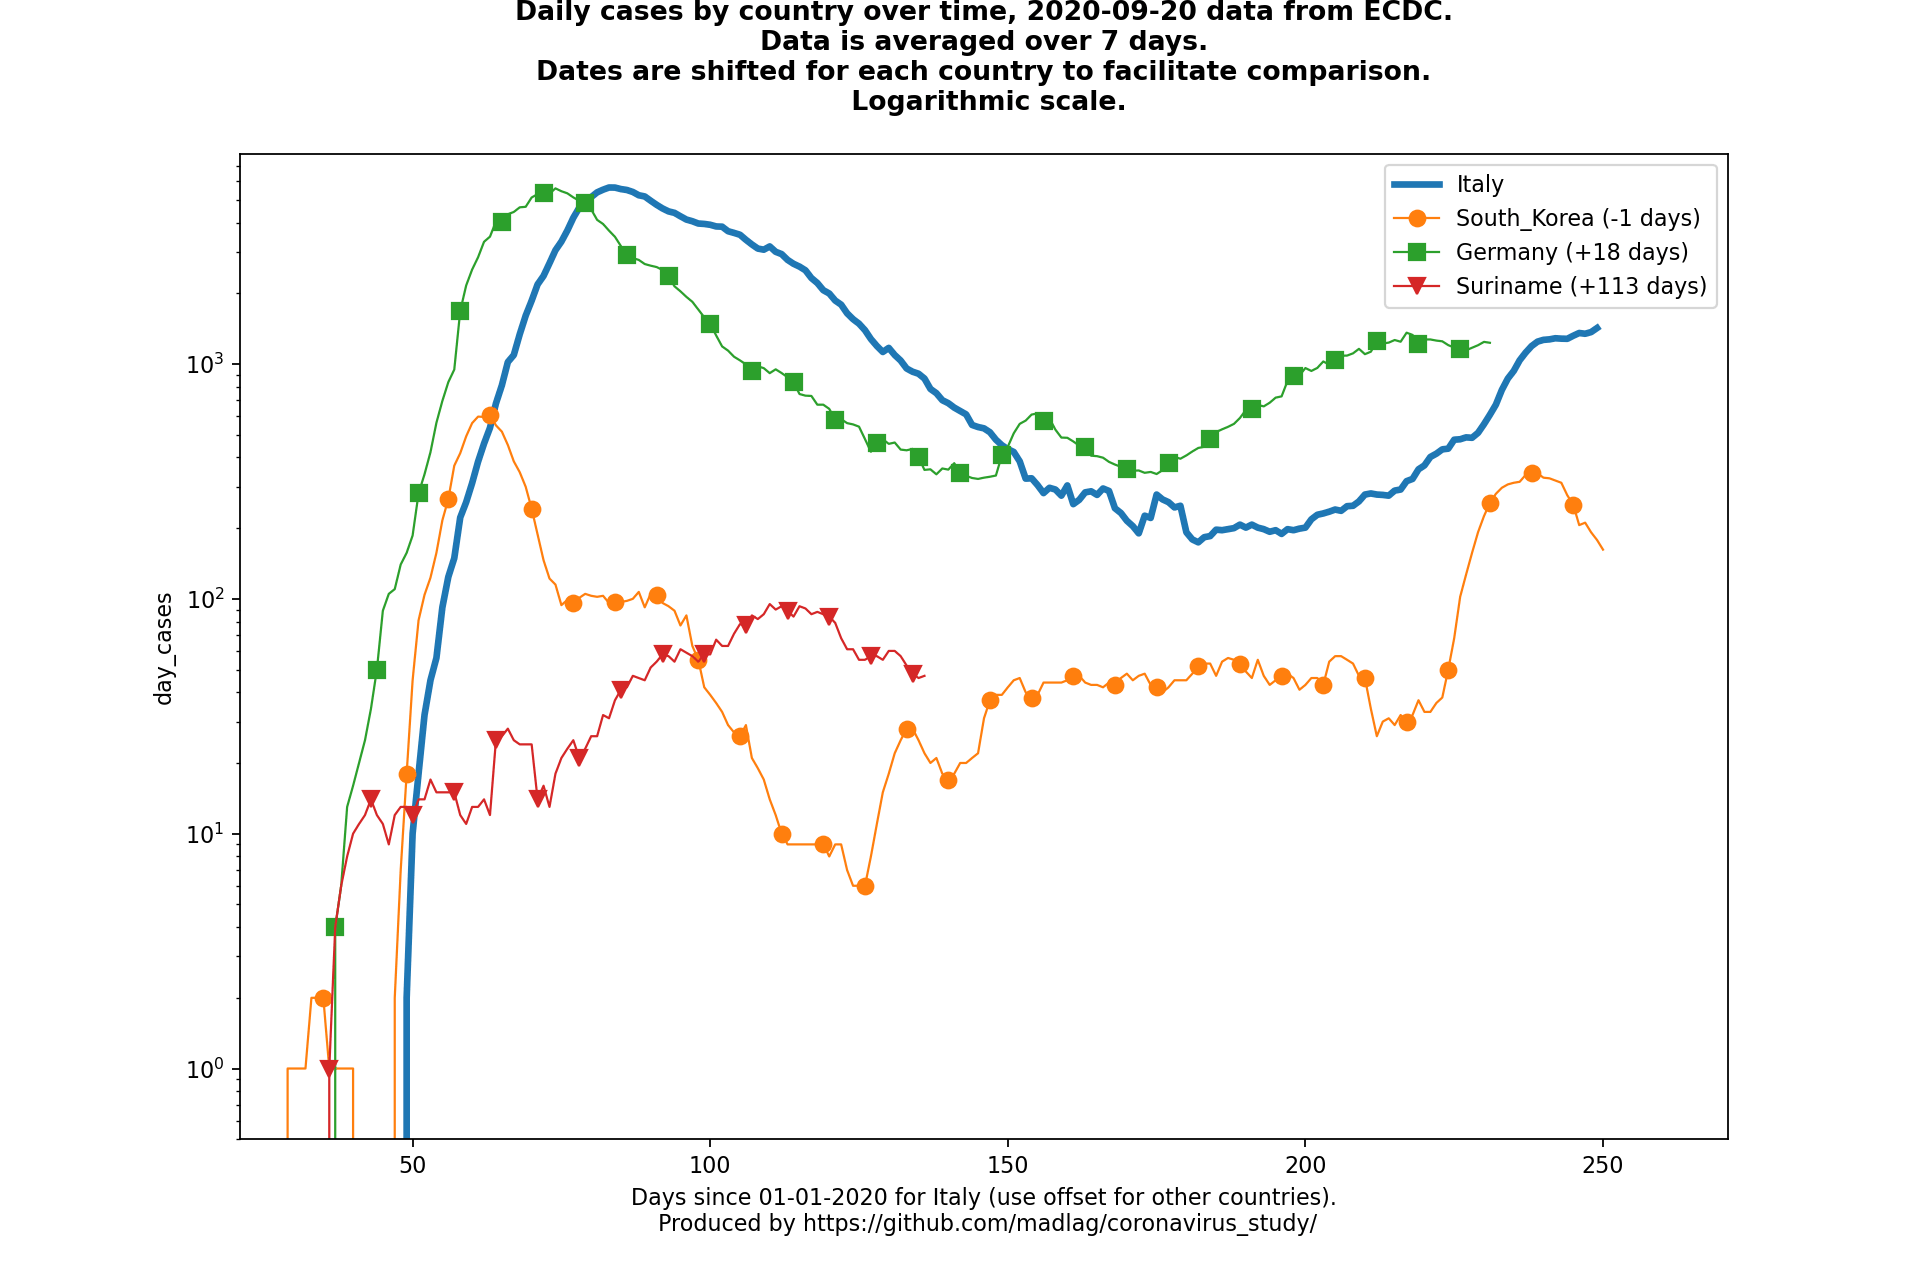 Daily cases by country over time, 2020-09-20 data from ECDC.
Data is averaged over 7 days.
Dates are shifted for each country to facilitate comparison.
Logarithmic scale.
Italy
South_Korea (-1 days)
Germany (+18 days)
Suriname (+113 days)
day_cases
10³
10²
10¹
10⁰
50 100 150 200 250
Days since 01-01-2020 for Italy (use offset for other countries).
Produced by https://github.com/madlag/coronavirus_study/